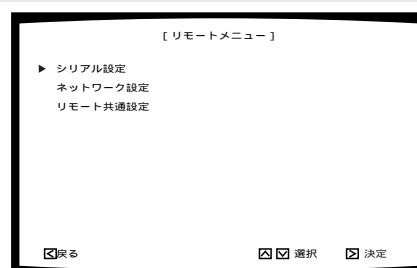 [リモートメニュー]
▶ シリアル設定
ネットワーク設定
リモート共通設定
戻る 選択 決定